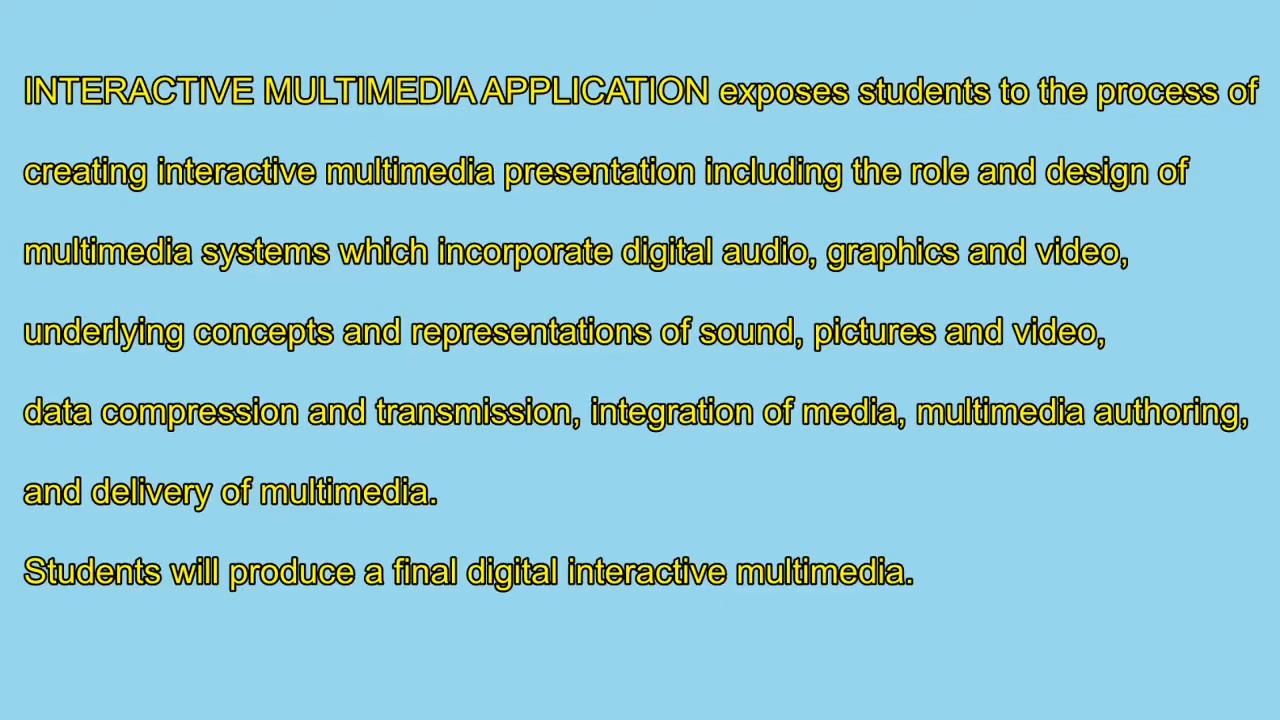 INTERACTIVE MULTIMEDIA APPLICATION exposes students to the process of
creating interactive multimedia presentation including the role and design of
multimedia systems which incorporate digital audio, graphics and video,
underlying concepts and representations of sound, pictures and video,
data compression and transmission, integration of media, multimedia authoring,
and delivery of multimedia.
Students will produce a final digital interactive multimedia.